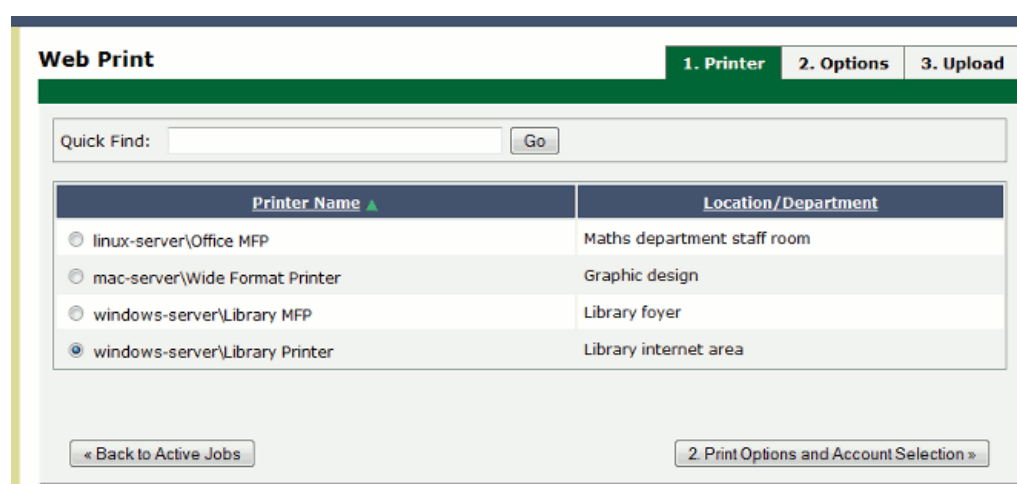 Web Print
1. Printer 2. Options 3. Upload
Quick Find: Go
Printer Name ▲ Location/Department
linux-server\Office MFP Maths department staff room
mac-server\Wide Format Printer Graphic design
windows-server\Library MFP Library foyer
windows-server\Library Printer Library internet area
« Back to Active Jobs 2. Print Options and Account Selection »